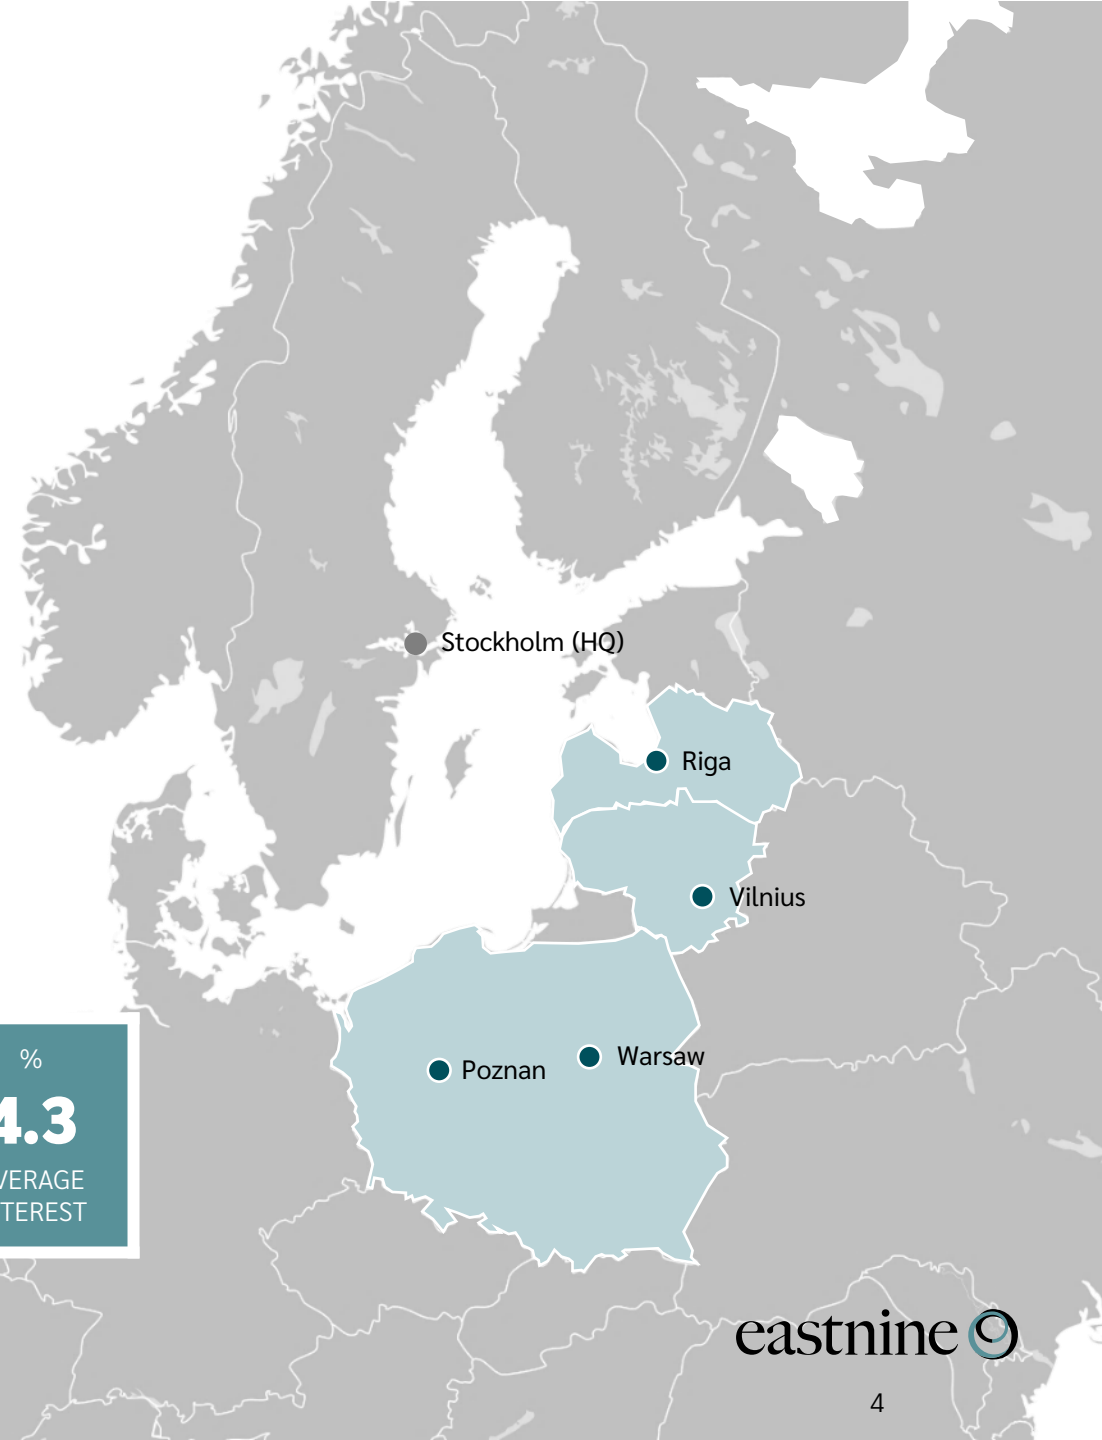 Stockholm (HQ)
Riga
Vilnius
Warsaw
Poznan
%
4.3
VERAGE
TEREST
eastnine
4